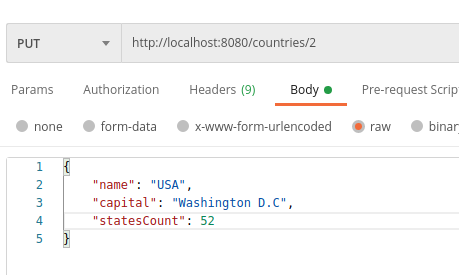 PUT http://localhost:8080/countries/2
Params Authorization Headers (9) Body Pre-request Scrip
none form-data x-www-form-urlencoded raw binary
1 {
2 "name": "USA",
3 "capital": "Washington D.C",
4 "statesCount": 52
5 }